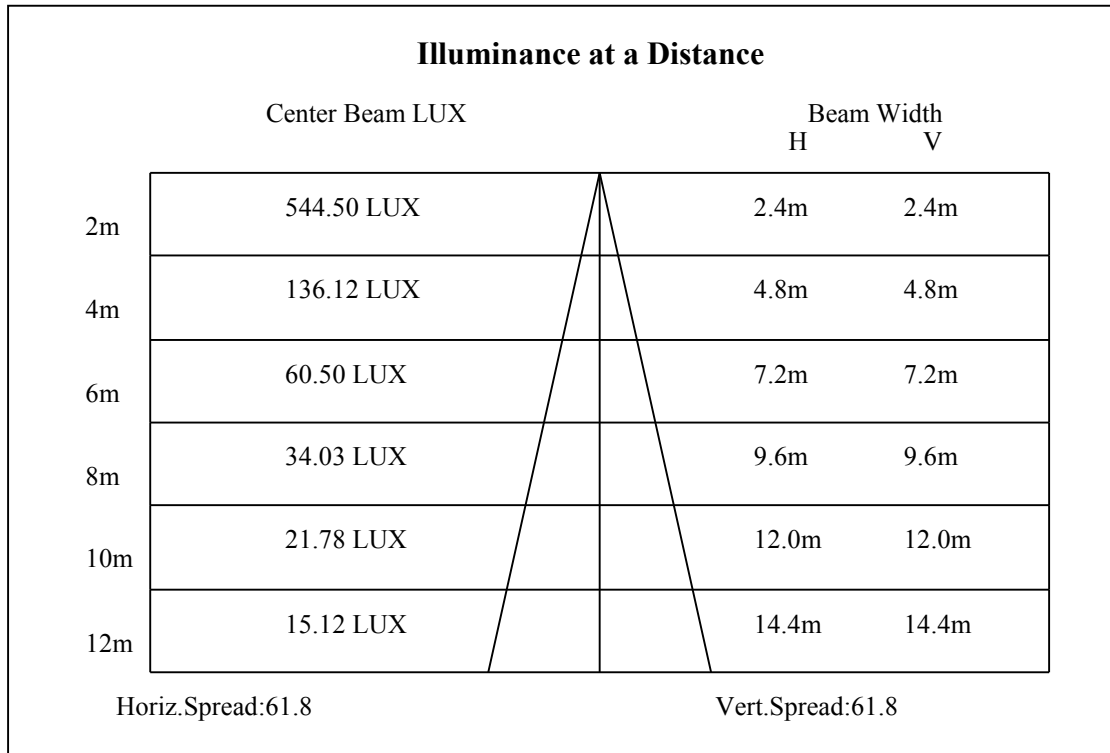 Illuminance at a Distance
Center Beam LUX Beam Width
H V
2m 544.50 LUX 2.4m 2.4m
4m 136.12 LUX 4.8m 4.8m
6m 60.50 LUX 7.2m 7.2m
8m 34.03 LUX 9.6m 9.6m
10m 21.78 LUX 12.0m 12.0m
12m 15.12 LUX 14.4m 14.4m
Horiz.Spread:61.8 Vert.Spread:61.8